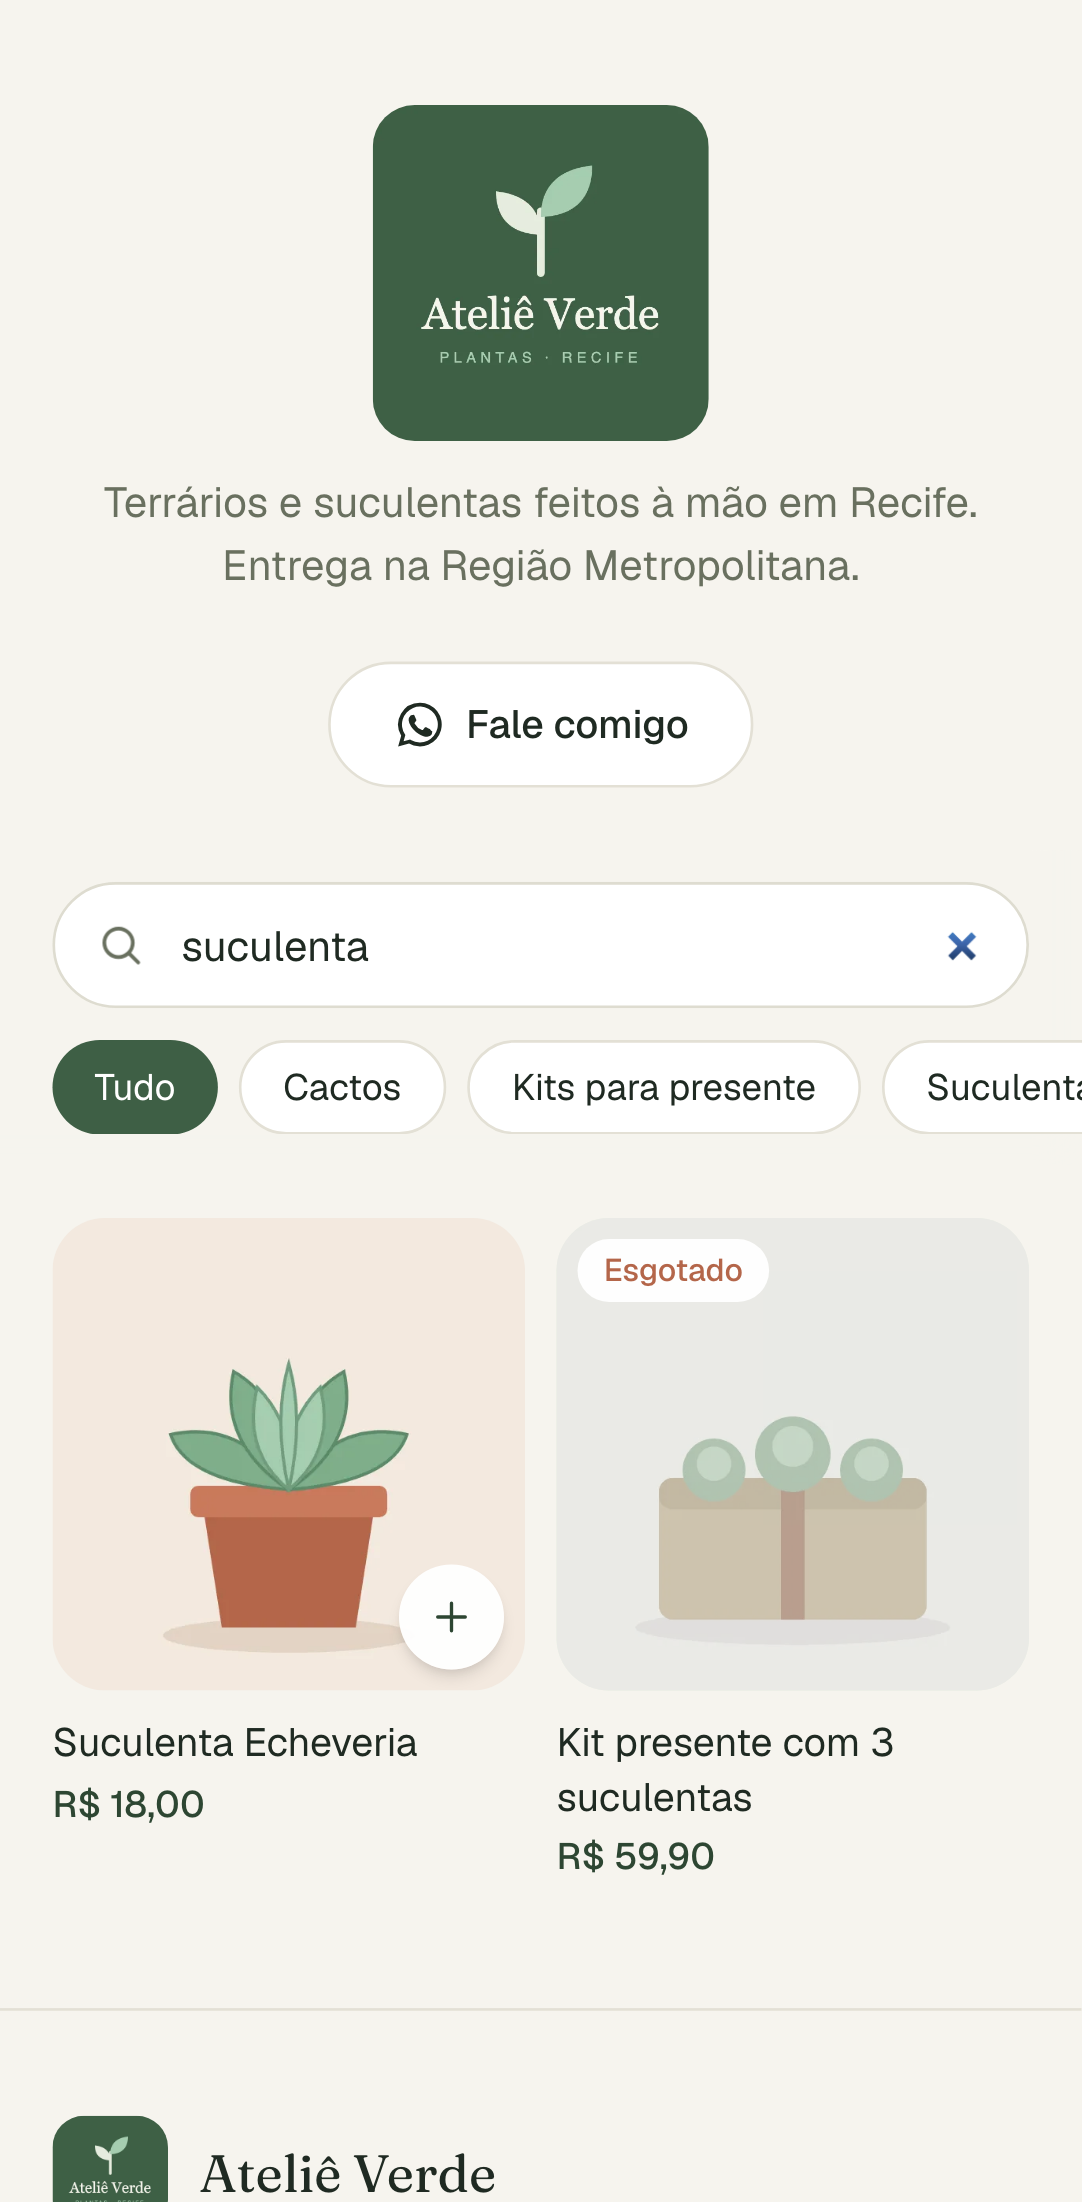 Ateliê Verde
PLANTAS · RECIFE
Terrários e suculentas feitos à mão em Recife.
Entrega na Região Metropolitana.
Fale comigo
suculenta
Tudo
Cactos
Kits para presente
Suculenta
Esgotado
Suculenta Echeveria
R$ 18,00
Kit presente com 3
suculentas
R$ 59,90
Ateliê Verde
Ateliê Verde